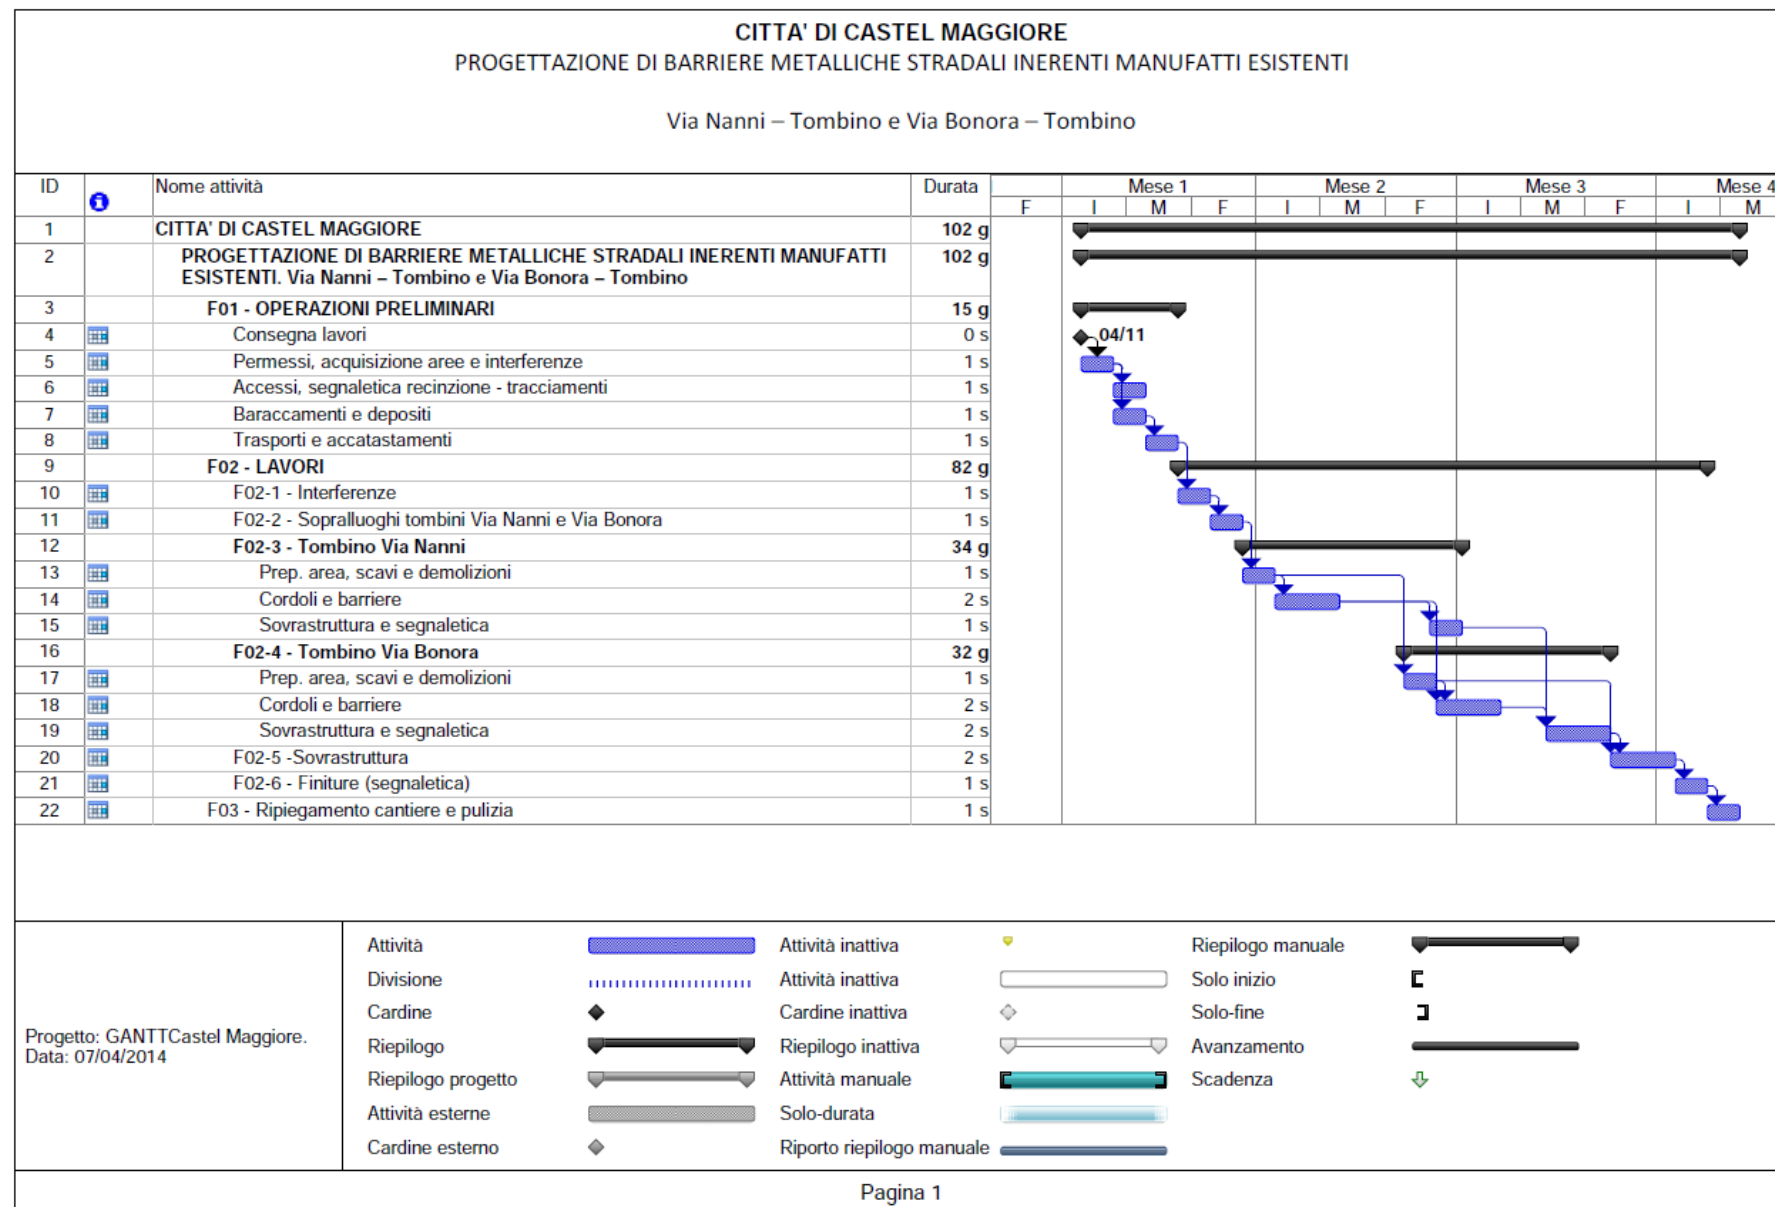 CITTA' DI CASTEL MAGGIORE
PROGETTAZIONE DI BARRIERE METALLICHE STRADALI INERENTI MANUFATTI ESISTENTI
Via Nanni – Tombino e Via Bonora – Tombino
ID Nome attività Durata Mese 1 Mese 2 Mese 3 Mese 4
F I M F I M F I M F I M
1 CITTA' DI CASTEL MAGGIORE 102 g
2 PROGETTAZIONE DI BARRIERE METALLICHE STRADALI INERENTI MANUFATTI 102 g
ESISTENTI. Via Nanni – Tombino e Via Bonora – Tombino
3 F01 - OPERAZIONI PRELIMINARI 15 g
4 Consegna lavori 0 s 04/11
5 Permessi, acquisizione aree e interferenze 1 s
6 Accessi, segnaletica recinzione - tracciamenti 1 s
7 Baraccamenti e depositi 1 s
8 Trasporti e accatastamenti 1 s
9 F02 - LAVORI 82 g
10 F02-1 - Interferenze 1 s
11 F02-2 - Sopralluoghi tombini Via Nanni e Via Bonora 1 s
12 F02-3 - Tombino Via Nanni 34 g
13 Prep. area, scavi e demolizioni 1 s
14 Cordoli e barriere 2 s
15 Sovrastruttura e segnaletica 1 s
16 F02-4 - Tombino Via Bonora 32 g
17 Prep. area, scavi e demolizioni 1 s
18 Cordoli e barriere 2 s
19 Sovrastruttura e segnaletica 2 s
20 F02-5 -Sovrastruttura 2 s
21 F02-6 - Finiture (segnaletica) 1 s
22 F03 - Ripiegamento cantiere e pulizia 1 s
Progetto: GANTTCastel Maggiore.
Data: 07/04/2014
Attività Attività inattiva Riepilogo manuale
Divisione Attività inattiva Solo inizio
Cardine Cardine inattiva Solo-fine
Riepilogo Riepilogo inattiva Avanzamento
Riepilogo progetto Attività manuale Scadenza
Attività esterne Solo-durata
Cardine esterno Riporto riepilogo manuale
Pagina 1